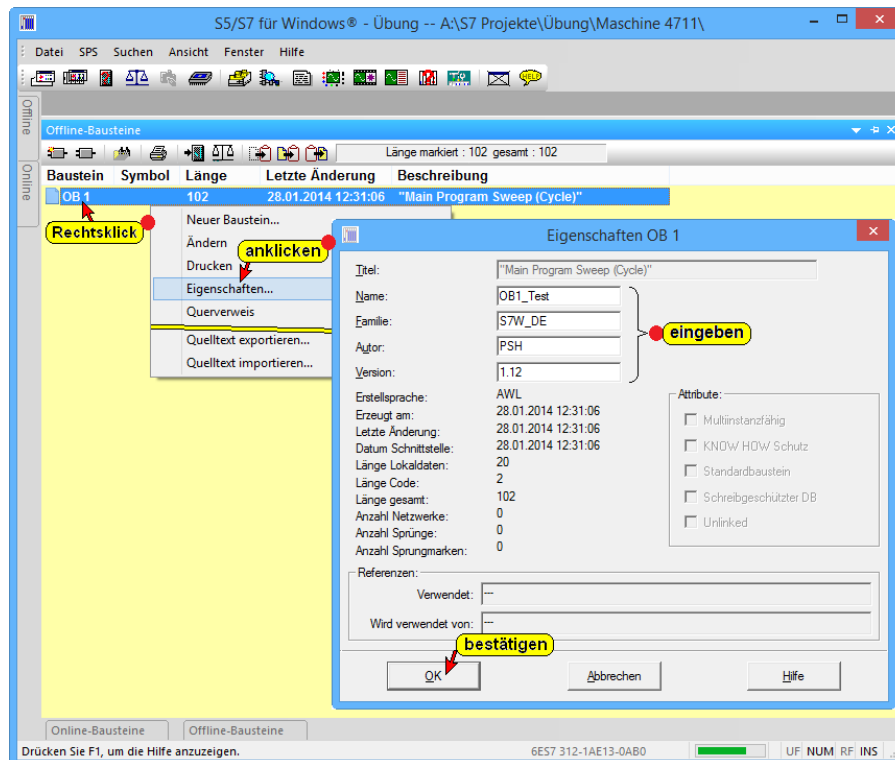 S5/S7 für Windows® - Übung -- A:\S7 Projekte\Übung\Maschine 4711\
Datei SPS Suchen Ansicht Fenster Hilfe
HELP
Offline
Online
Offline-Bausteine
Länge markiert : 102 gesamt : 102
Baustein Symbol Länge Letzte Änderung Beschreibung
OB 1 102 28.01.2014 12:31:06 "Main Program Sweep (Cycle)"
Rechtsklick
Neuer Baustein...
Ändern
anklicken
Drucken
Eigenschaften...
Querverweis
Quelltext exportieren...
Quelltext importieren...
Eigenschaften OB 1
Titel: "Main Program Sweep (Cycle)"
Name: OB1_Test
Familie: S7W_DE
eingeben
Autor: PSH
Version: 1.12
Erstellsprache: AWL
Erzeugt am: 28.01.2014 12:31:06
Letzte Änderung: 28.01.2014 12:31:06
Datum Schnittstelle: 28.01.2014 12:31:06
Länge Lokaldaten: 20
Länge Code: 2
Länge gesamt: 102
Anzahl Netzwerke: 0
Anzahl Sprünge: 0
Anzahl Sprungmarken: 0
Attribute:
Multiinstanzfähig
KNOW HOW Schutz
Standardbaustein
Schreibgeschützter DB
Unlinked
Referenzen:
Verwendet: ---
Wird verwendet von: ---
bestätigen
OK Abbrechen Hilfe
Online-Bausteine Offline-Bausteine
Drücken Sie F1, um die Hilfe anzuzeigen. 6ES7 312-1AE13-0AB0 UF NUM RF INS